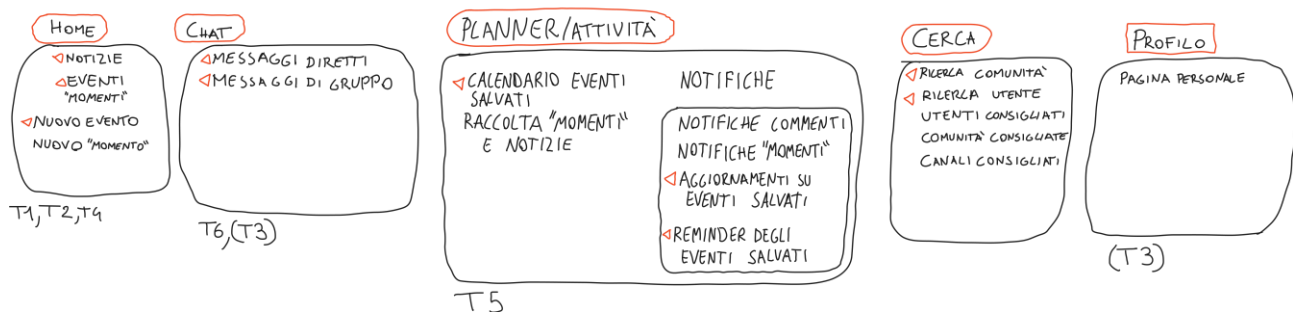 HOME
NOTIZIE
EVENTI
"MOMENTI"
NUOVO EVENTO
NUOVO "MOMENTO"
T1, T2, T4
CHAT
MESSAGGI DIRETTI
MESSAGGI DI GRUPPO
T6, (T3)
PLANNER/ATTIVITÀ
CALENDARIO EVENTI
SALVATI
RACCOLTA "MOMENTI"
E NOTIZIE
NOTIFICHE
NOTIFICHE COMMENTI
NOTIFICHE "MOMENTI"
AGGIORNAMENTI SU
EVENTI SALVATI
REMINDER DEGLI
EVENTI SALVATI
T5
CERCA
RICERCA COMUNITÀ
RICERCA UTENTE
UTENTI CONSIGLIATI
COMUNITÀ CONSIGLIATE
CANALI CONSIGLIATI
PROFILO
PAGINA PERSONALE
(T3)